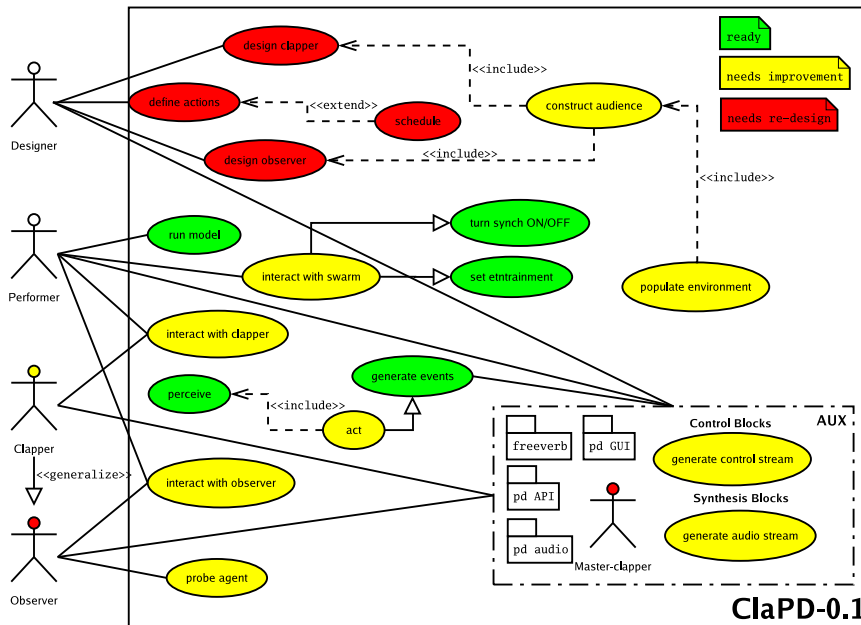 design clapper
ready
<<include>>
needs improvement
define actions
<<extend>>
construct audience
schedule
needs re-design
Designer
design observer
<<include>>
<<include>>
turn synch ON/OFF
run model
interact with swarm
set etntrainment
populate environment
Performer
interact with clapper
generate events
perceive
<<include>>
act
Clapper
AUX
Control Blocks
freeverb
pd GUI
generate control stream
<<generalize>>
interact with observer
pd API
Synthesis Blocks
generate audio stream
pd audio
Master-clapper
probe agent
Observer
ClaPD-0.1